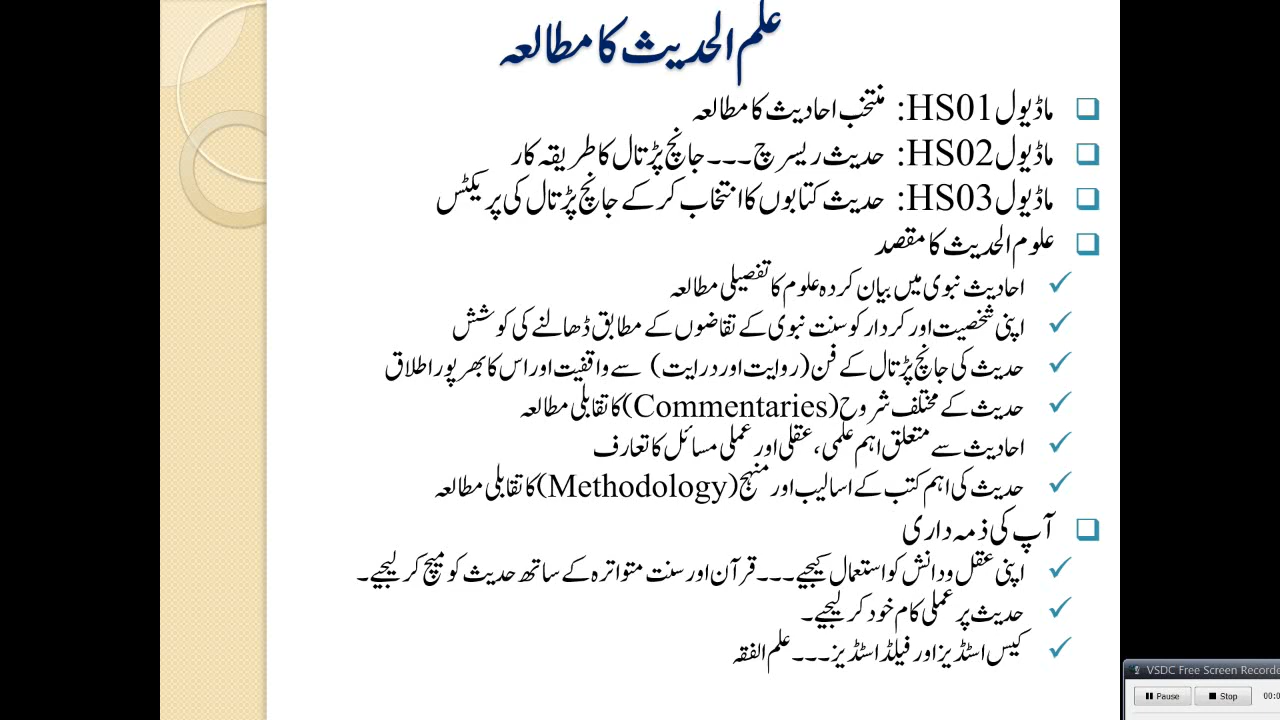 علم الحدیث کا مطالعہ
ماڈیول HS01: منتخب احادیث کا مطالعہ
ماڈیول HS02: حدیث ریسرچ۔۔۔ جانچ پڑتال کا طریقہ کار
ماڈیول HS03: حدیث کتابوں کا انتخاب کر کے جانچ پڑتال کی پریکٹس
علوم الحدیث کا مقصد
احادیث نبوی میں بیان کردہ علوم کا تفصیلی مطالعہ
اپنی شخصیت اور کردار کو سنت نبوی کے تقاضوں کے مطابق ڈھالنے کی کوشش
حدیث کی جانچ پڑتال کے فن (روایت اور درایت) سے واقفیت اور اس کا بھرپور اطلاق
حدیث کے مختلف شروح (Commentaries) کا تقابلی مطالعہ
احادیث سے متعلق اہم علمی، عقلی اور عملی مسائل کا تعارف
حدیث کی اہم کتب کے اسالیب اور منہج (Methodology) کا تقابلی مطالعہ
آپ کی ذمہ داری
اپنی عقل و دانش کو استعمال کیجیے۔۔۔ قرآن اور سنت متواترہ کے ساتھ حدیث کو میچ کر لیجیے۔
حدیث پر عملی کام خود کر لیجیے۔
کیس اسٹڈیز اور فیلڈ اسٹڈیز۔۔۔ علم الفقہ
VSDC Free Screen Recorde
Pause Stop 00:0